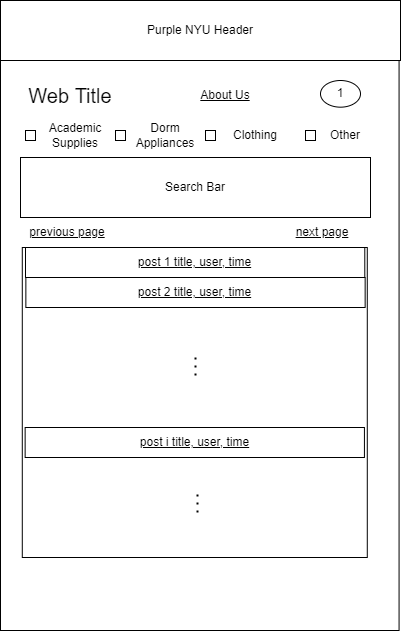 Purple NYU Header
Web Title
About Us
1
Academic
Supplies
Dorm
Appliances
Clothing
Other
Search Bar
previous page
next page
post 1 title, user, time
post 2 title, user, time
post i title, user, time